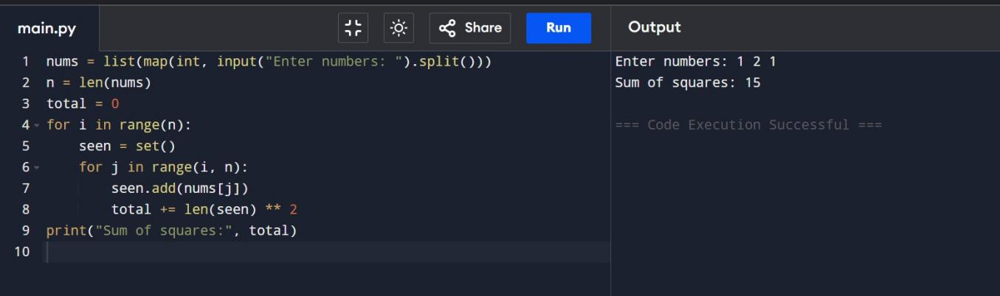 main.py
Share
Run
Output
1 nums = list(map(int, input("Enter numbers: ").split()))
2 n = len(nums)
3 total = 0
4 for i in range(n):
5     seen = set()
6     for j in range(i, n):
7         seen.add(nums[j])
8         total += len(seen) ** 2
9 print("Sum of squares:", total)
10
Enter numbers: 1 2 1
Sum of squares: 15
=== Code Execution Successful ===